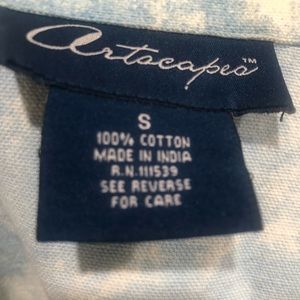 Artscapes™
S
100% COTTON
MADE IN INDIA
R.N. 111539
SEE REVERSE
FOR CARE